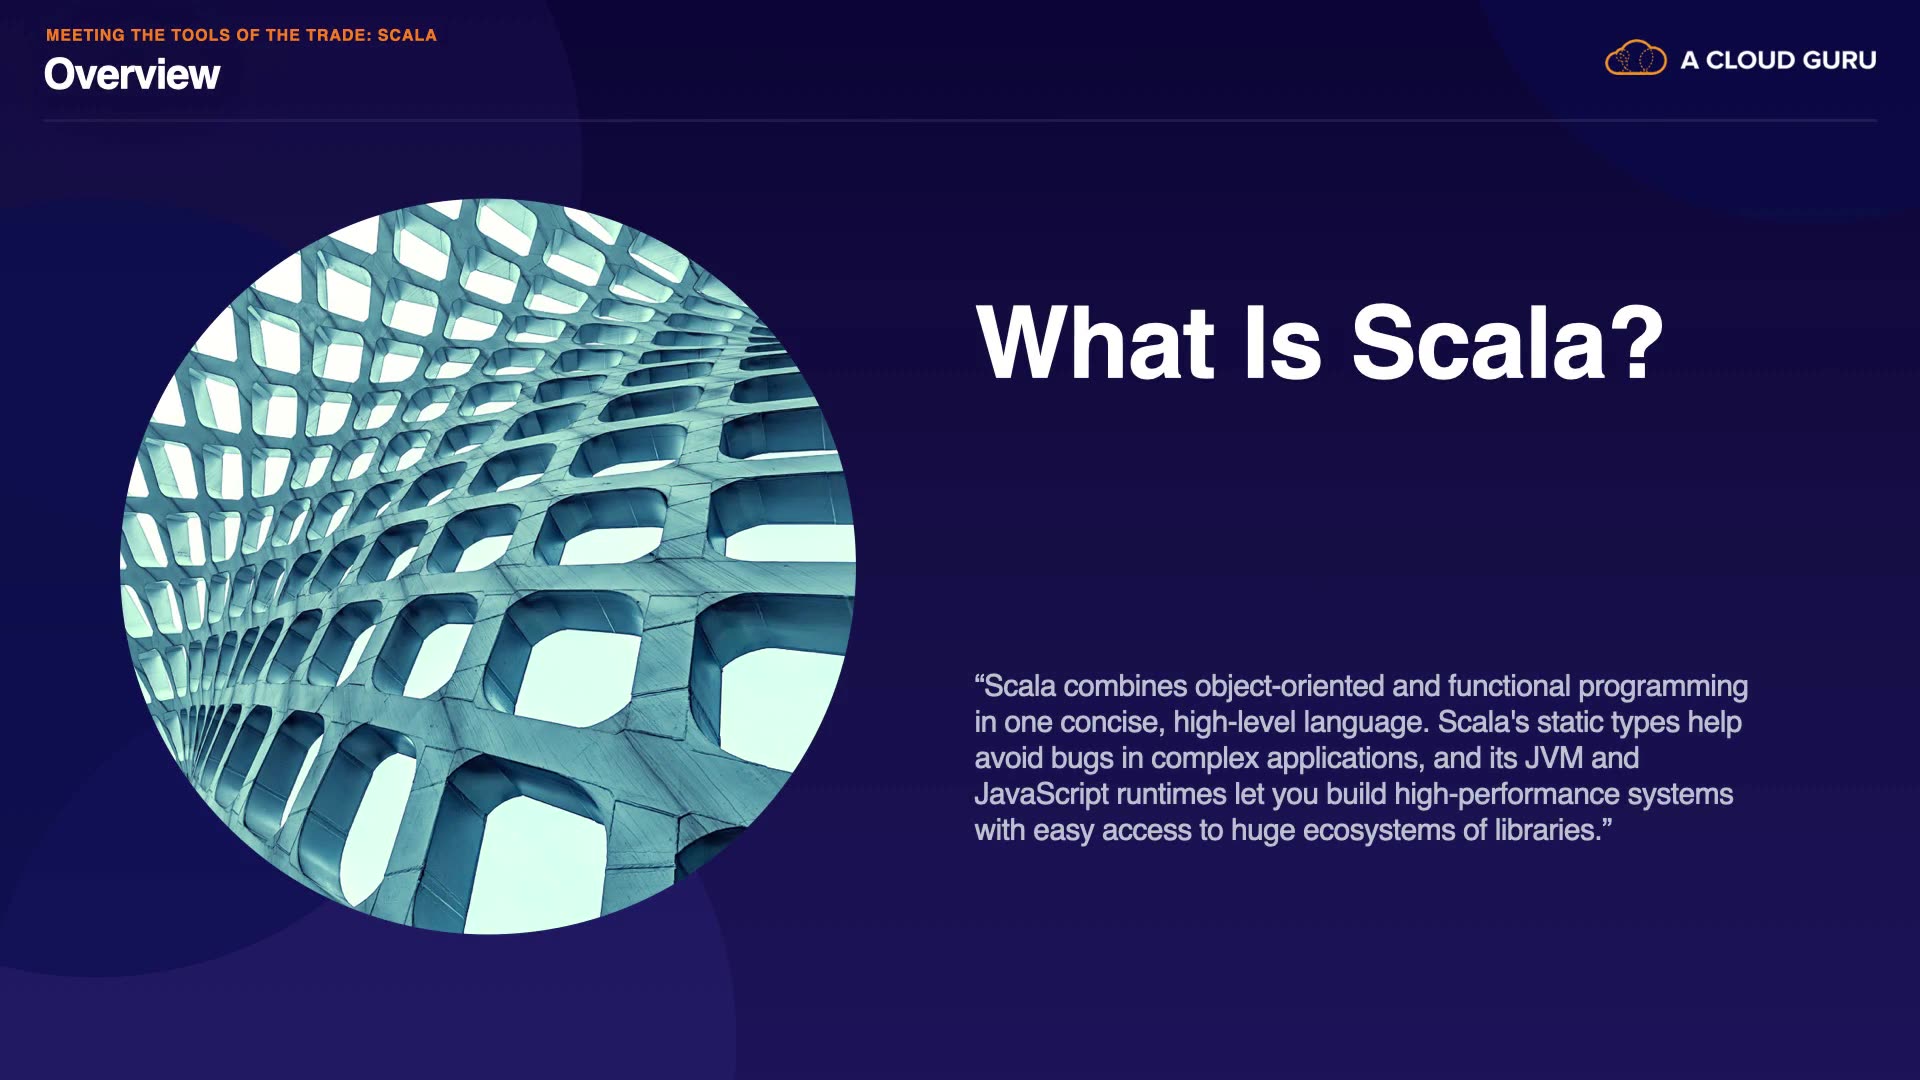 MEETING THE TOOLS OF THE TRADE: SCALA
Overview
A CLOUD GURU
What Is Scala?
“Scala combines object-oriented and functional programming
in one concise, high-level language. Scala's static types help
avoid bugs in complex applications, and its JVM and
JavaScript runtimes let you build high-performance systems
with easy access to huge ecosystems of libraries.”